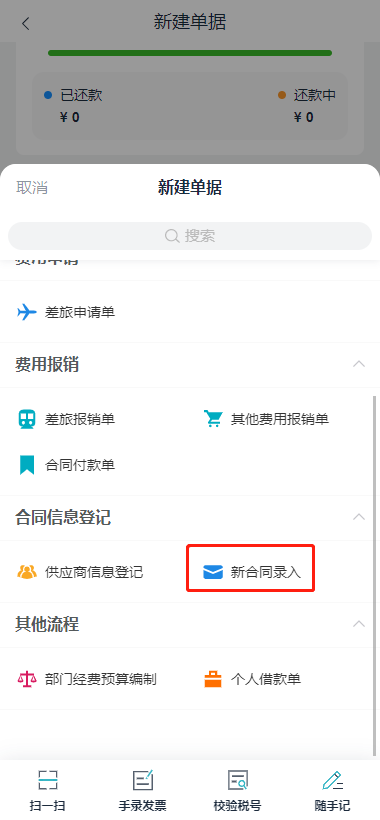 新建单据
已还款
还款中
¥ 0
¥ 0
取消
新建单据
搜索
费用申请
差旅申请单
费用报销
差旅报销单
其他费用报销单
合同付款单
合同信息登记
供应商信息登记
新合同录入
其他流程
部门经费预算编制
个人借款单
扫一扫
手录发票
校验税号
随手记